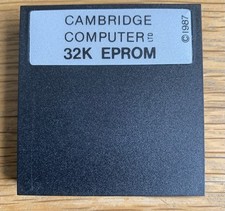 CAMBRIDGE
COMPUTER LTD
32K EPROM
©1987